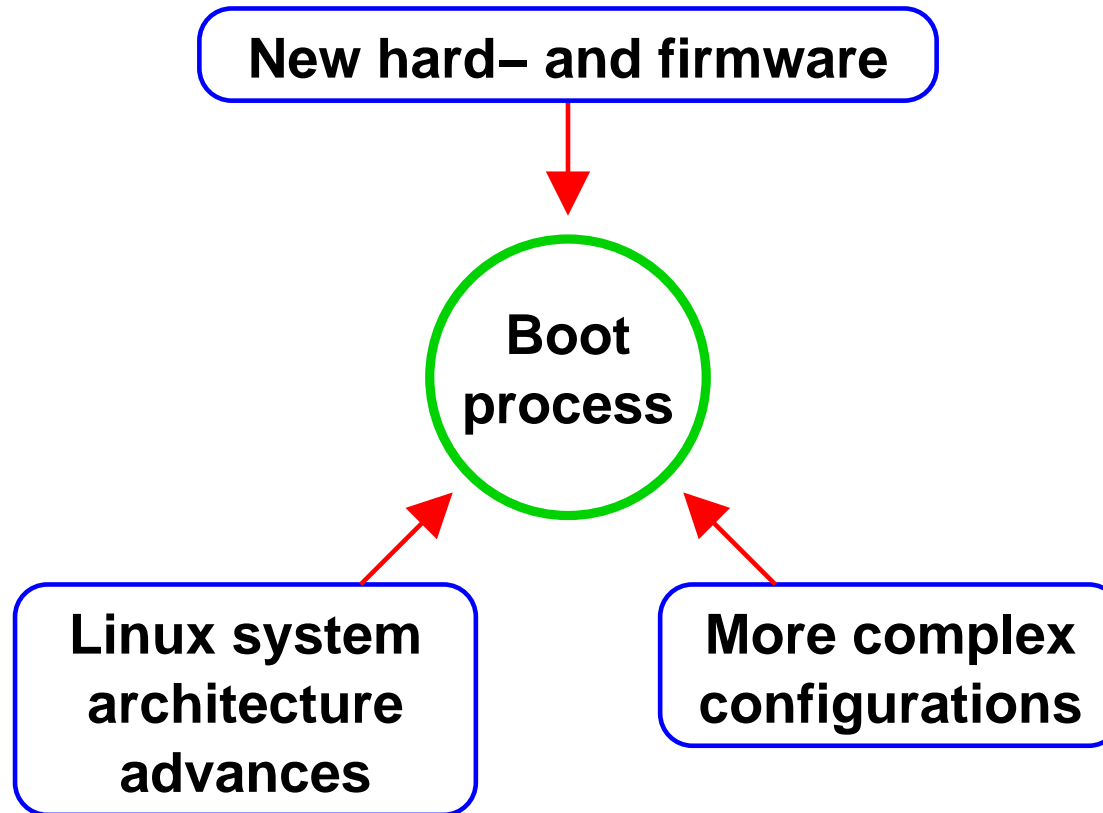 New hard– and firmware
Boot
process
Linux system
architecture
advances
More complex
configurations